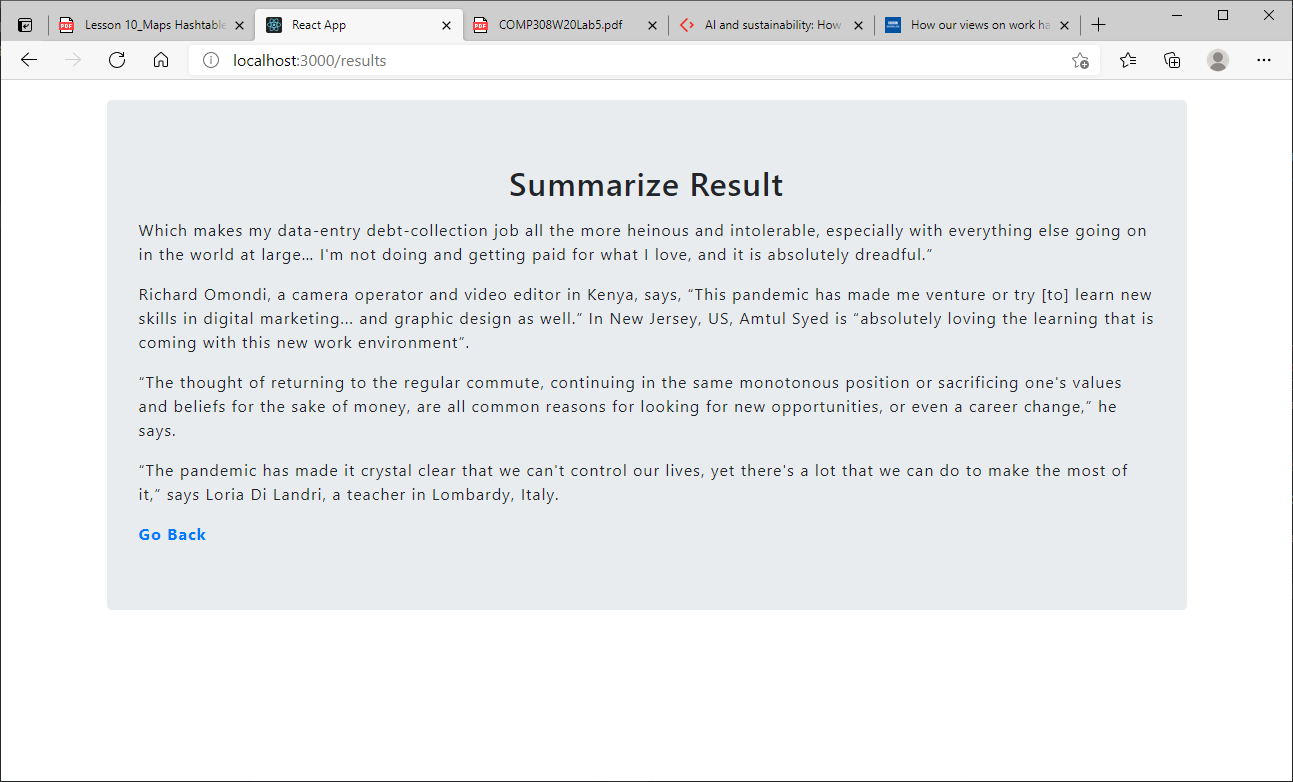 Lesson 10_Maps Hashtable
React App
COMP308W20Lab5.pdf
AI and sustainability: How
How our views on work ha
localhost:3000/results
Summarize Result
Which makes my data-entry debt-collection job all the more heinous and intolerable, especially with everything else going on
in the world at large… I'm not doing and getting paid for what I love, and it is absolutely dreadful.”
Richard Omondi, a camera operator and video editor in Kenya, says, “This pandemic has made me venture or try [to] learn new
skills in digital marketing… and graphic design as well.” In New Jersey, US, Amtul Syed is “absolutely loving the learning that is
coming with this new work environment”.
“The thought of returning to the regular commute, continuing in the same monotonous position or sacrificing one's values
and beliefs for the sake of money, are all common reasons for looking for new opportunities, or even a career change,” he
says.
“The pandemic has made it crystal clear that we can't control our lives, yet there's a lot that we can do to make the most of
it,” says Loria Di Landri, a teacher in Lombardy, Italy.
Go Back